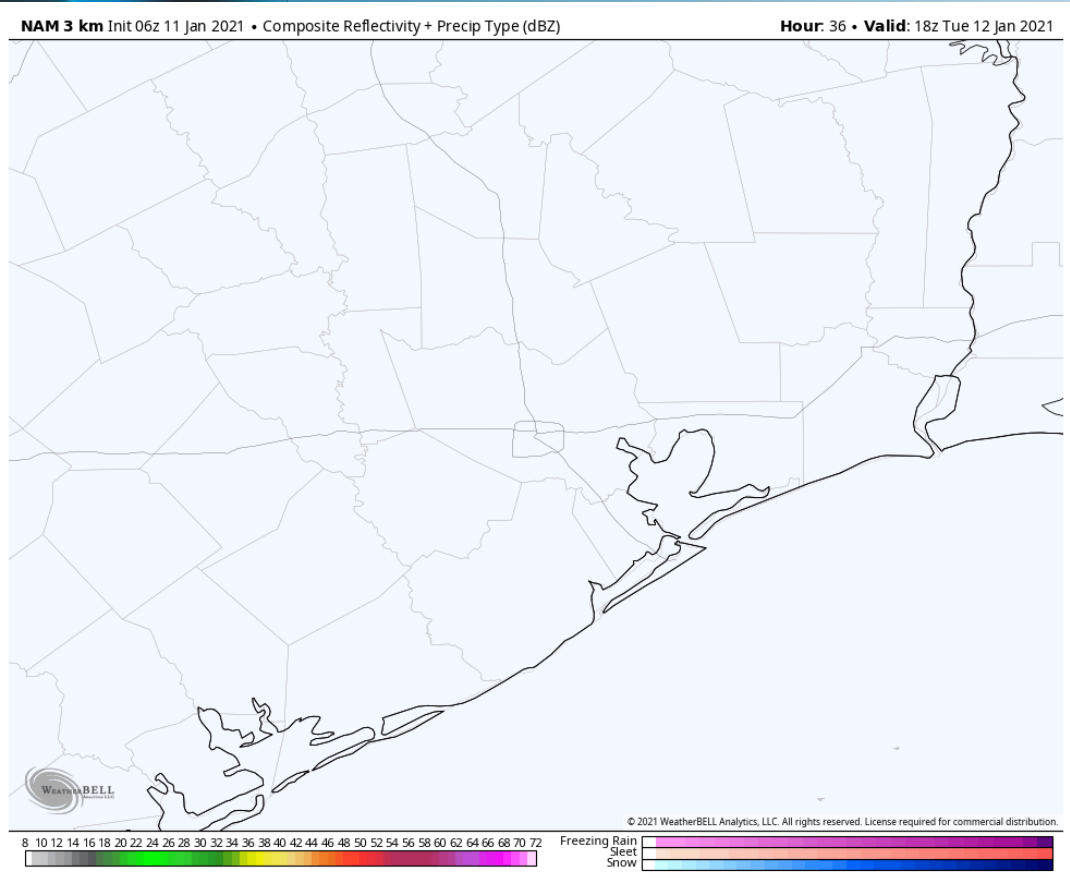 NAM 3 km Init 06z 11 Jan 2021 • Composite Reflectivity + Precip Type (dBZ)
Hour: 36 • Valid: 18z Tue 12 Jan 2021
WeatherBELL
Analytics LLC
© 2021 WeatherBELL Analytics, LLC. All rights reserved. License required for commercial distribution.
8 10 12 14 16 18 20 22 24 26 28 30 32 34 36 38 40 42 44 46 48 50 52 54 56 58 60 62 64 66 68 70 72
Freezing Rain
Sleet
Snow